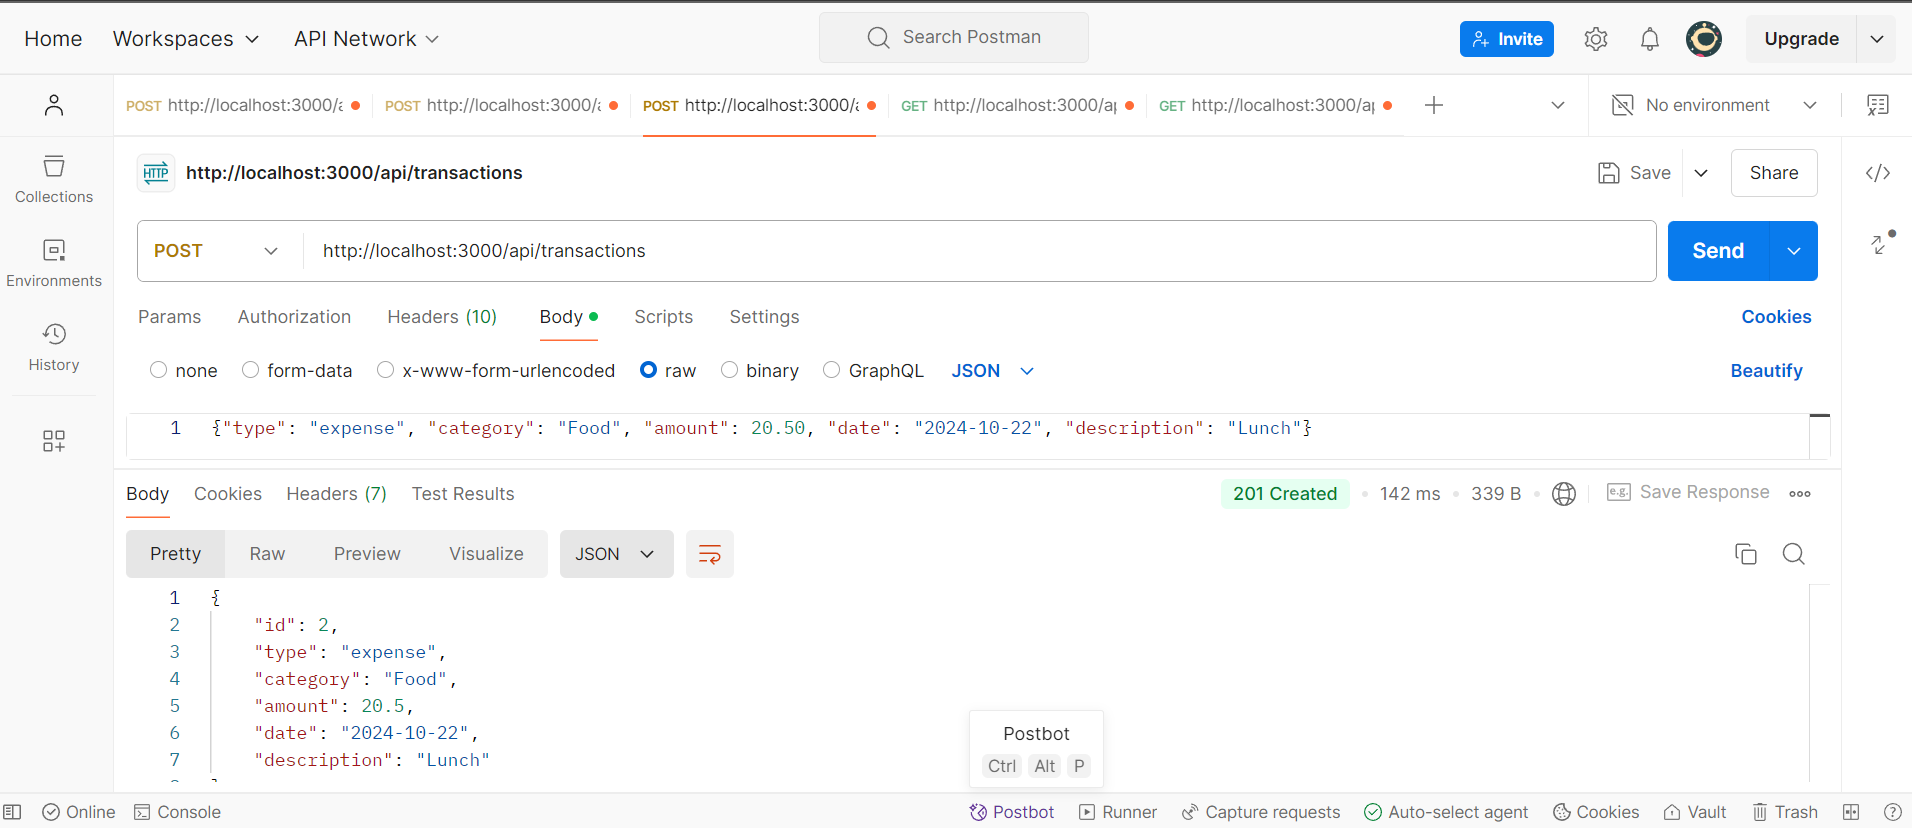 Home Workspaces API Network Search Postman Invite Upgrade
POST http://localhost:3000/a POST http://localhost:3000/a POST http://localhost:3000/a GET http://localhost:3000/ap GET http://localhost:3000/ap No environment
HTTP http://localhost:3000/api/transactions Save Share
Collections
POST http://localhost:3000/api/transactions Send
Environments
Params Authorization Headers (10) Body Scripts Settings Cookies
History
none form-data x-www-form-urlencoded raw binary GraphQL JSON Beautify
1 {"type": "expense", "category": "Food", "amount": 20.50, "date": "2024-10-22", "description": "Lunch"}
Body Cookies Headers (7) Test Results 201 Created 142 ms 339 B e.g. Save Response
Pretty Raw Preview Visualize JSON
1 {
2 "id": 2,
3 "type": "expense",
4 "category": "Food",
5 "amount": 20.5,
6 "date": "2024-10-22",
7 "description": "Lunch"
Postbot
Ctrl Alt P
Online Console Postbot Runner Capture requests Auto-select agent Cookies Vault Trash